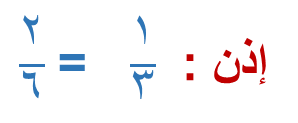 إذن : ١/٣ = ٢/٦